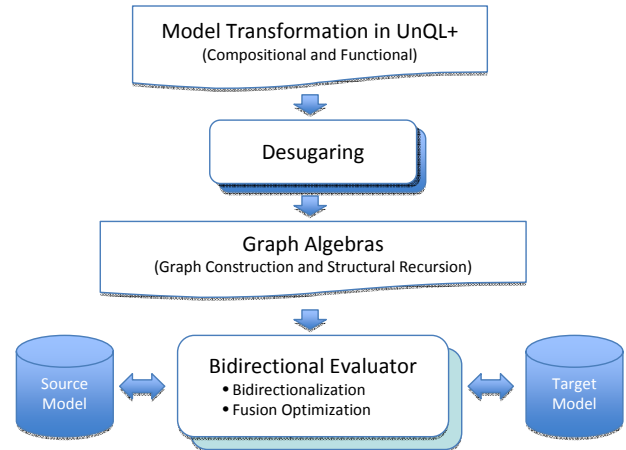 Model Transformation in UnQL+
(Compositional and Functional)
Desugaring
Graph Algebras
(Graph Construction and Structural Recursion)
Bidirectional Evaluator
• Bidirectionalization
• Fusion Optimization
Source
Model
Target
Model